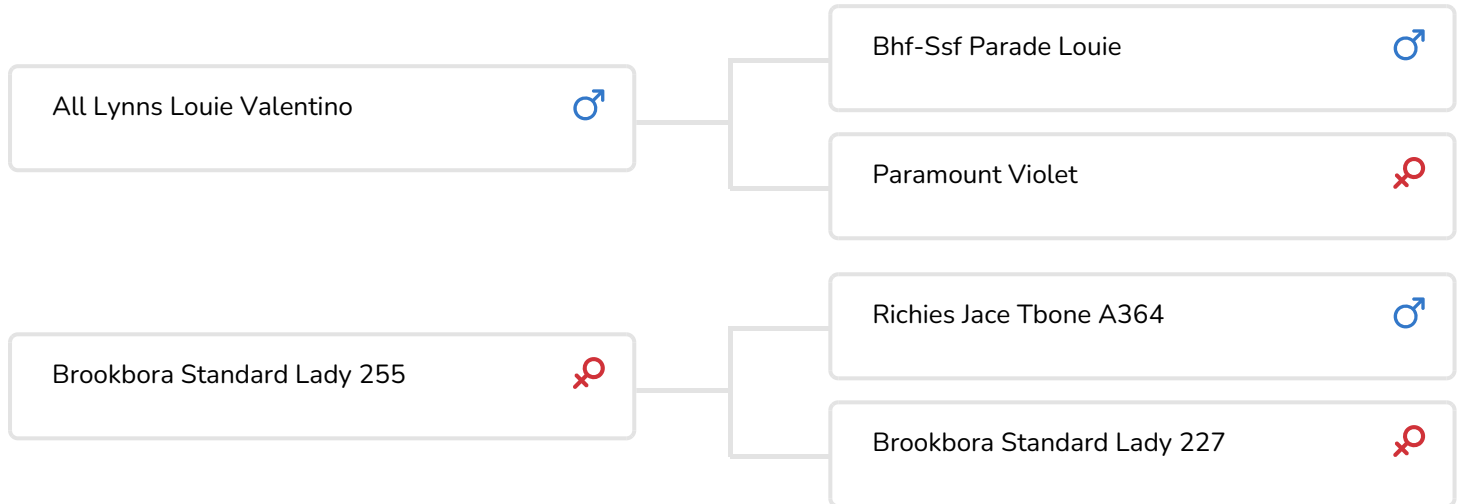 Bhf-Ssf Parade Louie
All Lynns Louie Valentino
Paramount Violet
Richies Jace Tbone A364
Brookbora Standard Lady 255
Brookbora Standard Lady 227